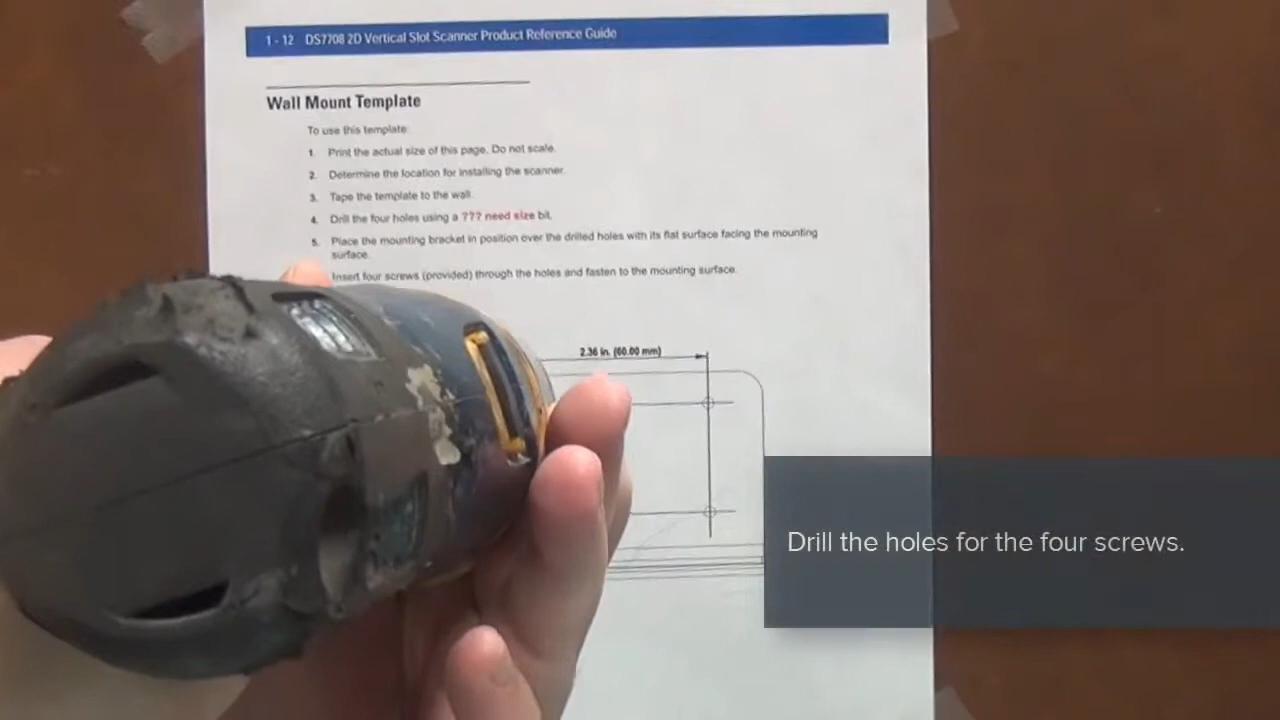 1 - 12 DS7708 2D Vertical Slot Scanner Product Reference Guide
Wall Mount Template
To use this template:
1. Print the actual size of this page. Do not scale.
2. Determine the location for installing the scanner.
3. Tape the template to the wall.
4. Drill the four holes using a ??? need size bit.
5. Place the mounting bracket in position over the drilled holes with its flat surface facing the mounting
surface.
Insert four screws (provided) through the holes and fasten to the mounting surface.
2.36 in. (60.00 mm)
Drill the holes for the four screws.